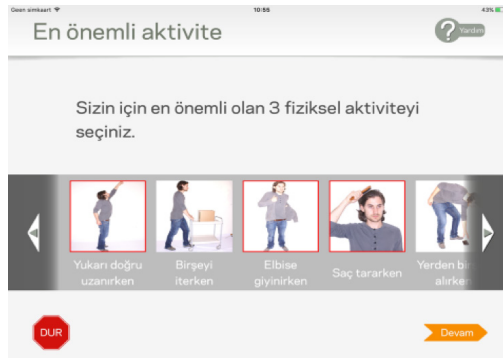 Geen simkaart
10:55
43%
En önemli aktivite
? Yardım
Sizin için en önemli olan 3 fiziksel aktiviteyi
seçiniz.
Yukarı doğru
uzanırken
Birşeyi
iterken
Elbise
giyinirken
Saç tararken
Yerden bir
alırken
DUR
Devam